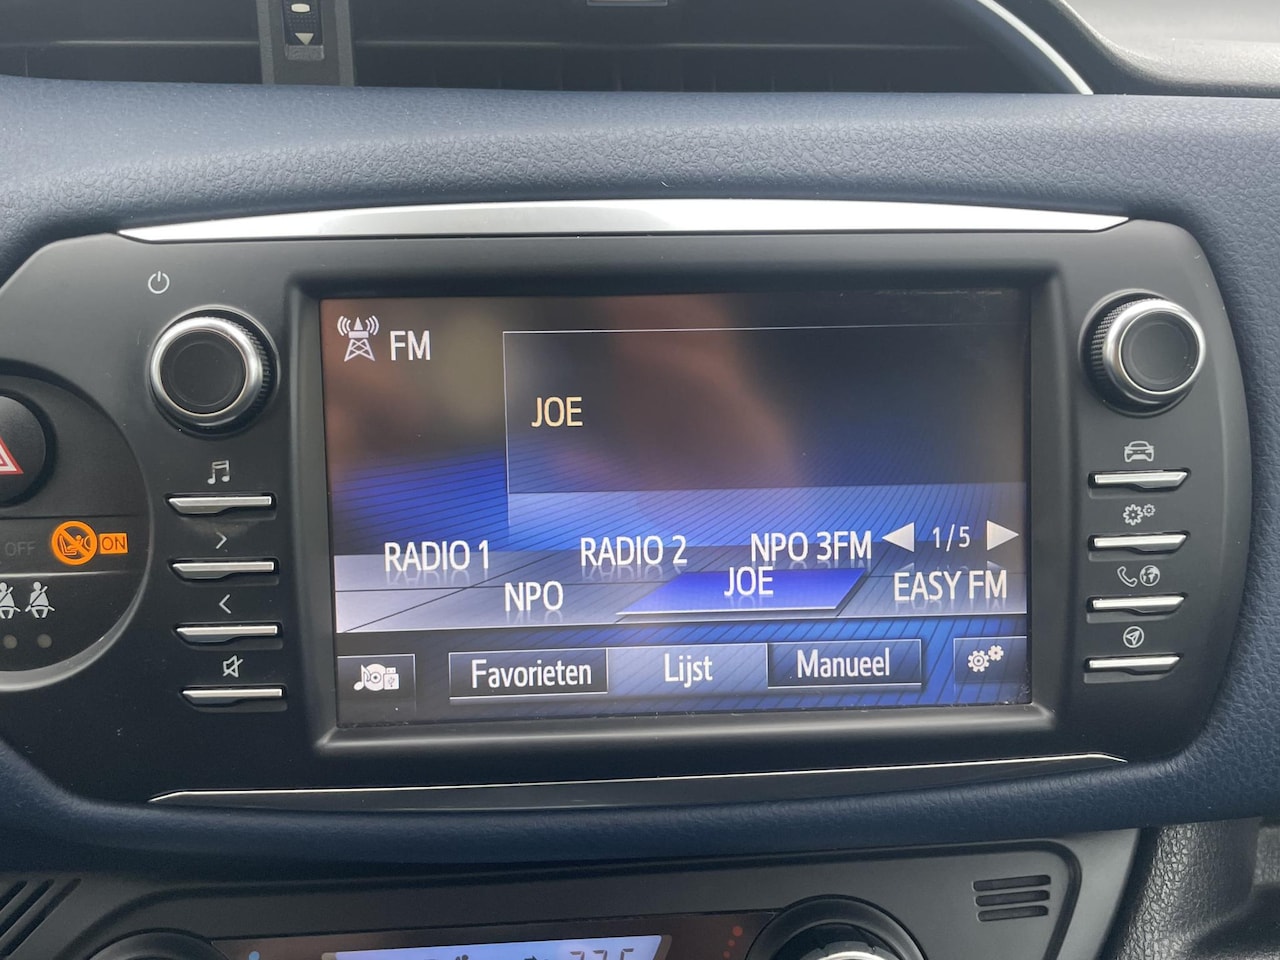 FM
JOE
RADIO 1
RADIO 2
NPO 3FM
1/5
NPO
JOE
EASY FM
Favorieten
Lijst
Manueel
OFF
ON